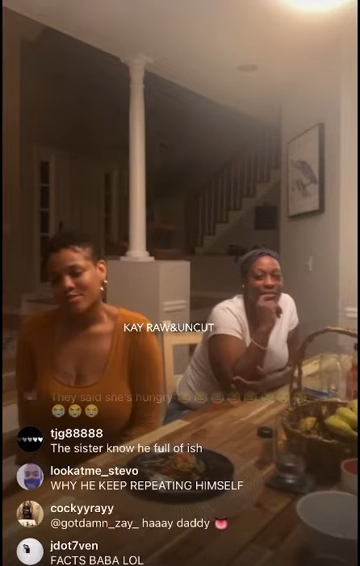 KAY RAW&UNCUT
They said she's hungry 😂😂😂😂😂😂
😭😭😭
tjg88888
The sister know he full of ish
lookatme_stevo
WHY HE KEEP REPEATING HIMSELF
cockyyrayy
@gotdamn_zay_ haaay daddy 👅
jdot7ven
FACTS BABA LOL